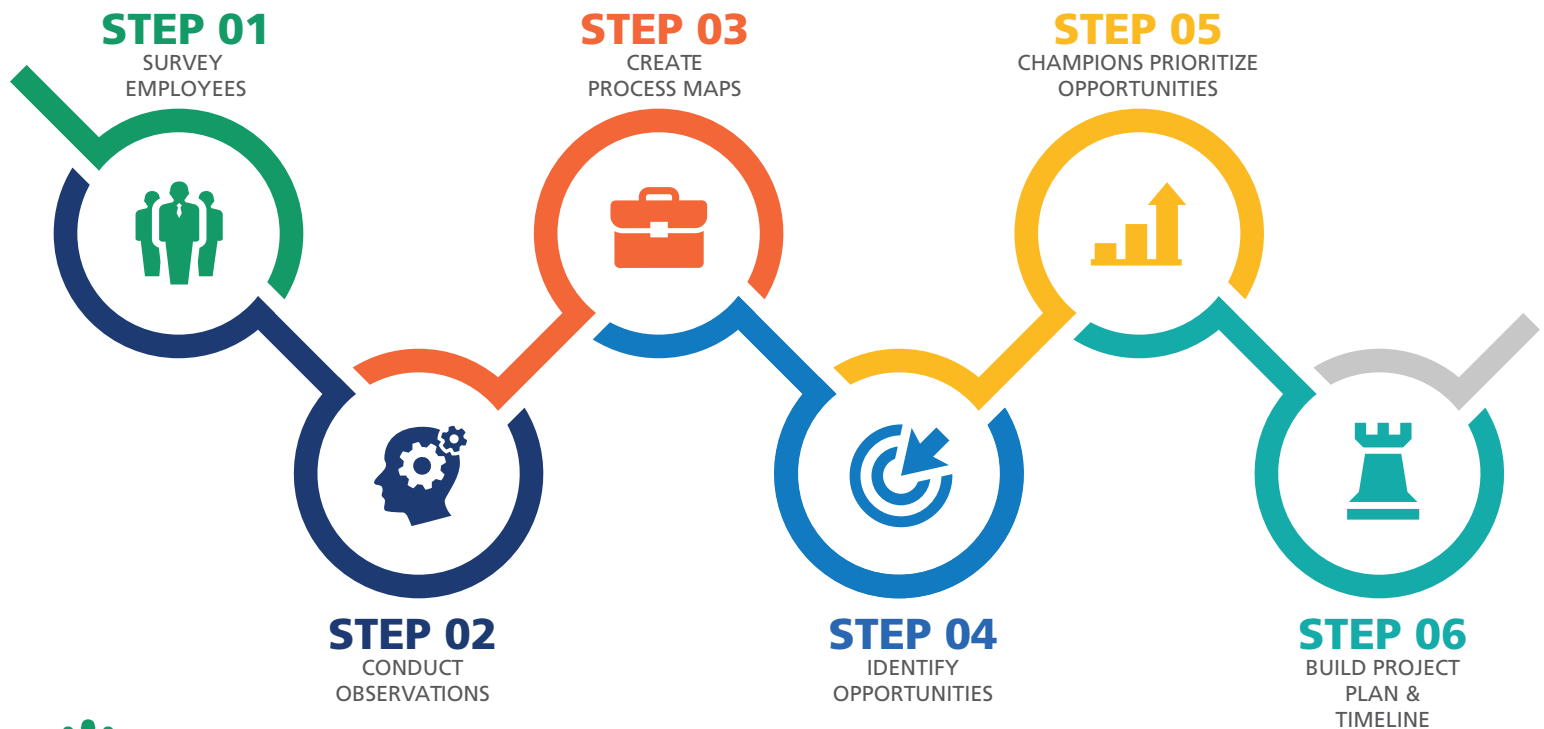 STEP 01
SURVEY
EMPLOYEES
STEP 02
CONDUCT
OBSERVATIONS
STEP 03
CREATE
PROCESS MAPS
STEP 04
IDENTIFY
OPPORTUNITIES
STEP 05
CHAMPIONS PRIORITIZE
OPPORTUNITIES
STEP 06
BUILD PROJECT
PLAN &
TIMELINE